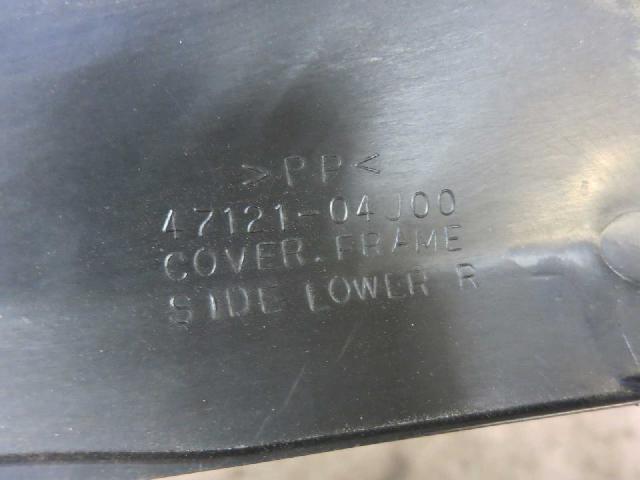 >PP<
47121-04J00
COVER.FRAME
SIDE LOWER R